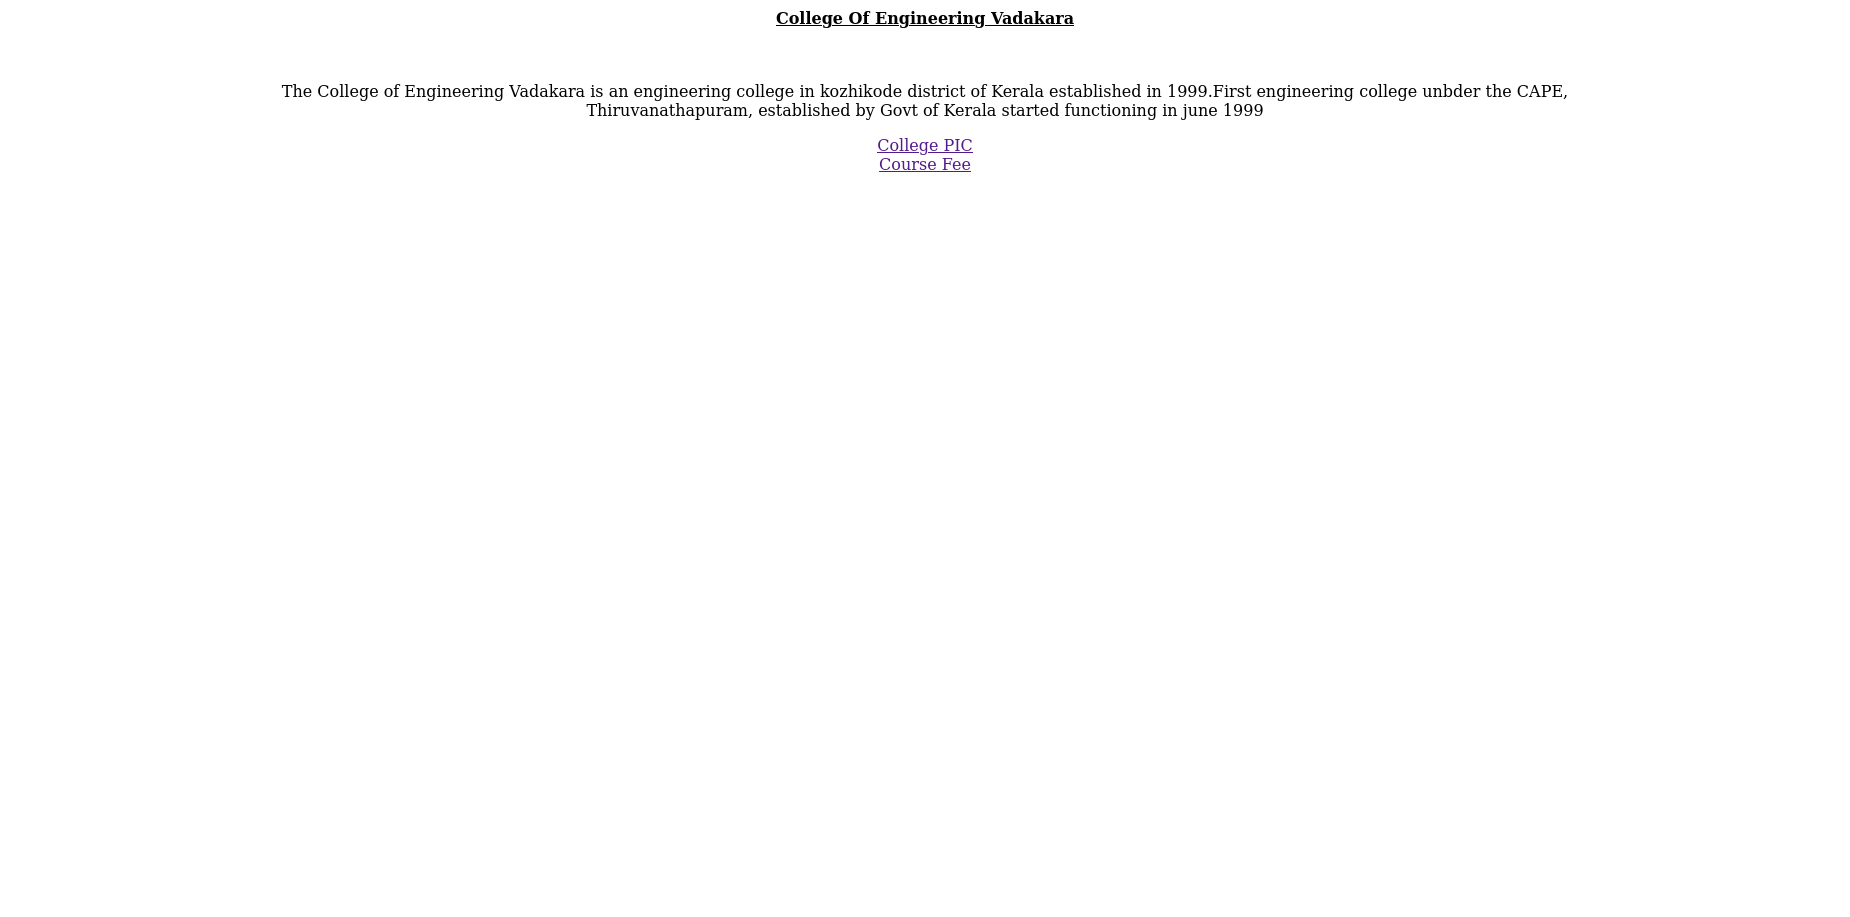 College Of Engineering Vadakara
The College of Engineering Vadakara is an engineering college in kozhikode district of Kerala established in 1999.First engineering college unbder the CAPE,
Thiruvanathapuram, established by Govt of Kerala started functioning in june 1999
College PIC
Course Fee